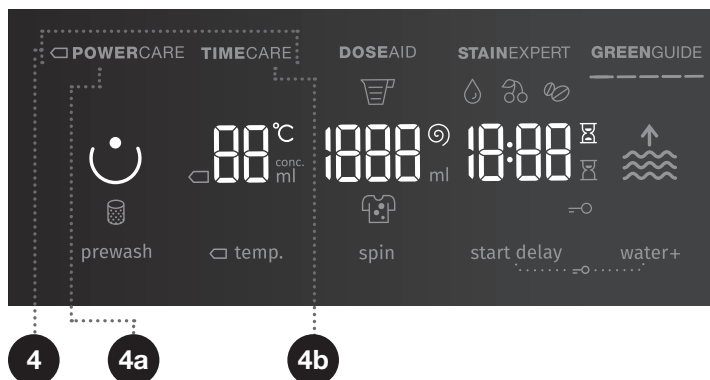 POWERCARE TIMECARE DOSEAID STAINEXPERT GREENGUIDE
88 °C conc. ml 1888 ml 18:88
prewash temp. spin start delay water+
4 4a 4b